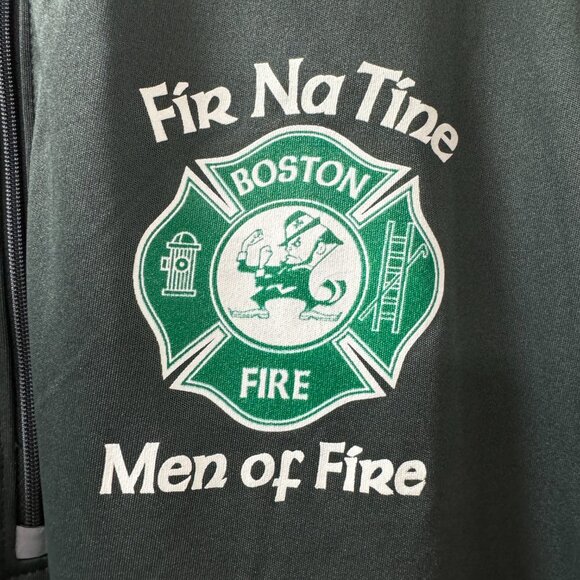 Fír Na Tíne
BOSTON
FIRE
Men of Fire